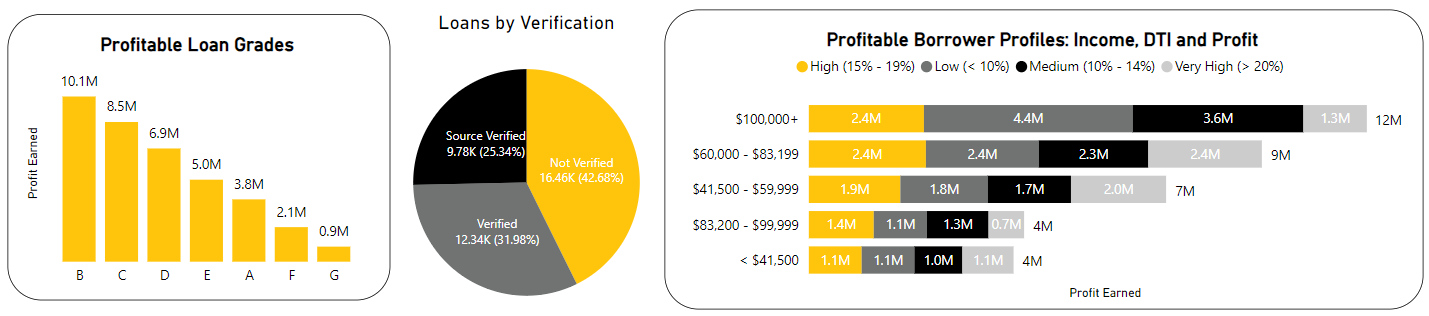 Profitable Loan Grades
Profit Earned
10.1M
8.5M
6.9M
5.0M
3.8M
2.1M
0.9M
B C D E A F G
Loans by Verification
Source Verified
9.78K (25.34%)
Not Verified
16.46K (42.68%)
Verified
12.34K (31.98%)
Profitable Borrower Profiles: Income, DTI and Profit
High (15% - 19%) Low (< 10%) Medium (10% - 14%) Very High (> 20%)
$100,000+ 2.4M 4.4M 3.6M 1.3M 12M
$60,000 - $83,199 2.4M 2.4M 2.3M 2.4M 9M
$41,500 - $59,999 1.9M 1.8M 1.7M 2.0M 7M
$83,200 - $99,999 1.4M 1.1M 1.3M 0.7M 4M
< $41,500 1.1M 1.1M 1.0M 1.1M 4M
Profit Earned